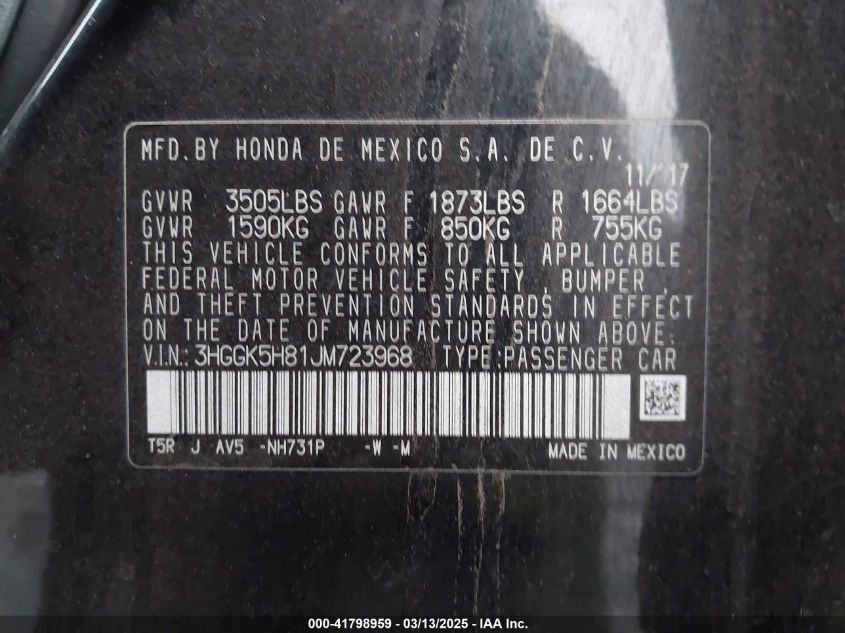 MFD.BY HONDA DE MEXICO S.A. DE C.V.
11/'17
GVWR 3505LBS GAWR F 1873LBS R 1664LBS
GVWR 1590KG GAWR F 850KG R 755KG
THIS VEHICLE CONFORMS TO ALL APPLICABLE
FEDERAL MOTOR VEHICLE SAFETY , BUMPER ,
AND THEFT PREVENTION STANDARDS IN EFFECT
ON THE DATE OF MANUFACTURE SHOWN ABOVE.
V.I.N.: 3HGGK5H81JM723968 TYPE:PASSENGER CAR
T5R J AV5 -NH731P -W -M MADE IN MEXICO
000-41798959 / 03/13/2025 - IAA Inc.